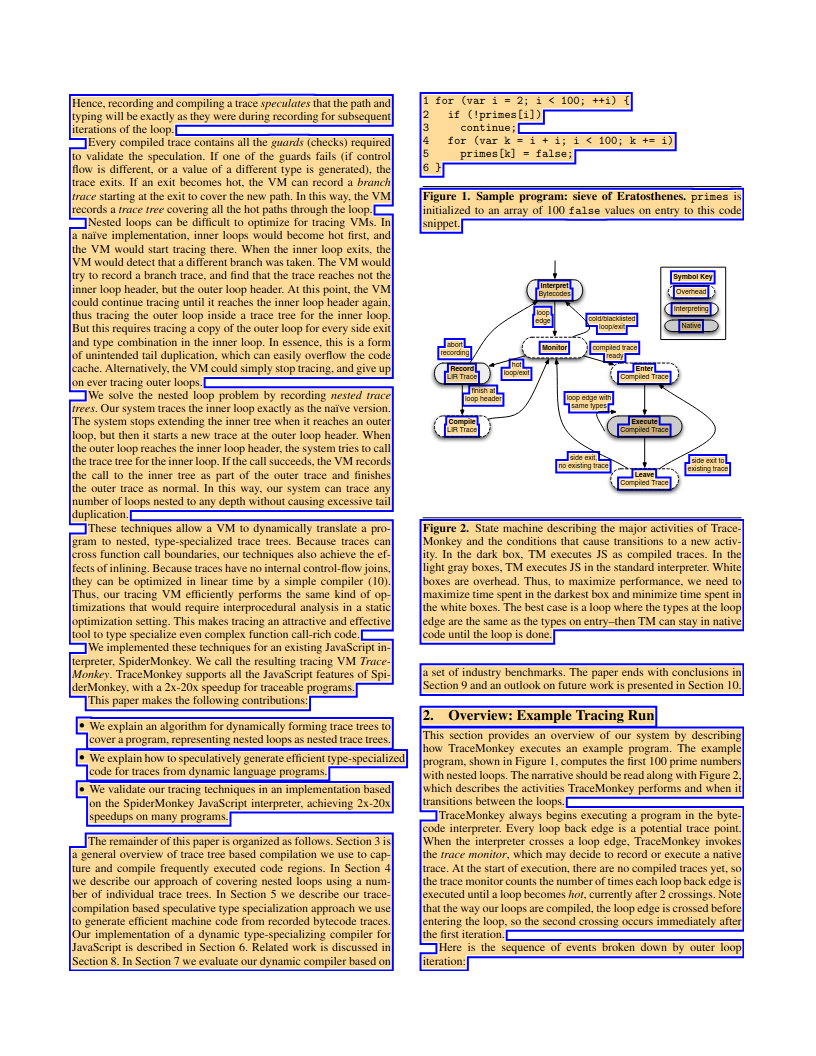 Hence, recording and compiling a trace speculates that the path and
typing will be exactly as they were during recording for subsequent
iterations of the loop.
Every compiled trace contains all the guards (checks) required
to validate the speculation. If one of the guards fails (if control
flow is different, or a value of a different type is generated), the
trace exits. If an exit becomes hot, the VM can record a branch
trace starting at the exit to cover the new path. In this way, the VM
records a trace tree covering all the hot paths through the loop.
Nested loops can be difficult to optimize for tracing VMs. In
a naïve implementation, inner loops would become hot first, and
the VM would start tracing there. When the inner loop exits, the
VM would detect that a different branch was taken. The VM would
try to record a branch trace, and find that the trace reaches not the
inner loop header, but the outer loop header. At this point, the VM
could continue tracing until it reaches the inner loop header again,
thus tracing the outer loop inside a trace tree for the inner loop.
But this requires tracing a copy of the outer loop for every side exit
and type combination in the inner loop. In essence, this is a form
of unintended tail duplication, which can easily overflow the code
cache. Alternatively, the VM could simply stop tracing, and give up
on ever tracing outer loops.
We solve the nested loop problem by recording nested trace
trees. Our system traces the inner loop exactly as the naïve version.
The system stops extending the inner tree when it reaches an outer
loop, but then it starts a new trace at the outer loop header. When
the outer loop reaches the inner loop header, the system tries to call
the trace tree for the inner loop. If the call succeeds, the VM records
the call to the inner tree as part of the outer trace and finishes
the outer trace as normal. In this way, our system can trace any
number of loops nested to any depth without causing excessive tail
duplication.
These techniques allow a VM to dynamically translate a pro-
gram to nested, type-specialized trace trees. Because traces can
cross function call boundaries, our techniques also achieve the ef-
fects of inlining. Because traces have no internal control-flow joins,
they can be optimized in linear time by a simple compiler (10).
Thus, our tracing VM efficiently performs the same kind of op-
timizations that would require interprocedural analysis in a static
optimization setting. This makes tracing an attractive and effective
tool to type specialize even complex function call-rich code.
We implemented these techniques for an existing JavaScript in-
terpreter, SpiderMonkey. We call the resulting tracing VM Trace-
Monkey. TraceMonkey supports all the JavaScript features of Spi-
derMonkey, with a 2x-20x speedup for traceable programs.
This paper makes the following contributions:
• We explain an algorithm for dynamically forming trace trees to
cover a program, representing nested loops as nested trace trees.
• We explain how to speculatively generate efficient type-specialized
code for traces from dynamic language programs.
• We validate our tracing techniques in an implementation based
on the SpiderMonkey JavaScript interpreter, achieving 2x-20x
speedups on many programs.
The remainder of this paper is organized as follows. Section 3 is
a general overview of trace tree based compilation we use to cap-
ture and compile frequently executed code regions. In Section 4
we describe our approach of covering nested loops using a num-
ber of individual trace trees. In Section 5 we describe our trace-
compilation based speculative type specialization approach we use
to generate efficient machine code from recorded bytecode traces.
Our implementation of a dynamic type-specializing compiler for
JavaScript is described in Section 6. Related work is discussed in
Section 8. In Section 7 we evaluate our dynamic compiler based on
1 for (var i = 2; i < 100; ++i) {
2 if (!primes[i])
3 continue;
4 for (var k = i + i; i < 100; k += i)
5 primes[k] = false;
6 }
Figure 1. Sample program: sieve of Eratosthenes. primes is
initialized to an array of 100 false values on entry to this code
snippet.
Interpret
Bytecodes
Symbol Key
Overhead
Interpreting
Native
loop
edge
cold/blacklisted
loop/exit
Monitor
abort
recording
compiled trace
ready
hot
loop/exit
Record
LIR Trace
Enter
Compiled Trace
finish at
loop header
loop edge with
same types
Compile
LIR Trace
Execute
Compiled Trace
side exit,
no existing trace
side exit to
existing trace
Leave
Compiled Trace
Figure 2. State machine describing the major activities of Trace-
Monkey and the conditions that cause transitions to a new activ-
ity. In the dark box, TM executes JS as compiled traces. In the
light gray boxes, TM executes JS in the standard interpreter. White
boxes are overhead. Thus, to maximize performance, we need to
maximize time spent in the darkest box and minimize time spent in
the white boxes. The best case is a loop where the types at the loop
edge are the same as the types on entry–then TM can stay in native
code until the loop is done.
a set of industry benchmarks. The paper ends with conclusions in
Section 9 and an outlook on future work is presented in Section 10.
2. Overview: Example Tracing Run
This section provides an overview of our system by describing
how TraceMonkey executes an example program. The example
program, shown in Figure 1, computes the first 100 prime numbers
with nested loops. The narrative should be read along with Figure 2,
which describes the activities TraceMonkey performs and when it
transitions between the loops.
TraceMonkey always begins executing a program in the byte-
code interpreter. Every loop back edge is a potential trace point.
When the interpreter crosses a loop edge, TraceMonkey invokes
the trace monitor, which may decide to record or execute a native
trace. At the start of execution, there are no compiled traces yet, so
the trace monitor counts the number of times each loop back edge is
executed until a loop becomes hot, currently after 2 crossings. Note
that the way our loops are compiled, the loop edge is crossed before
entering the loop, so the second crossing occurs immediately after
the first iteration.
Here is the sequence of events broken down by outer loop
iteration: